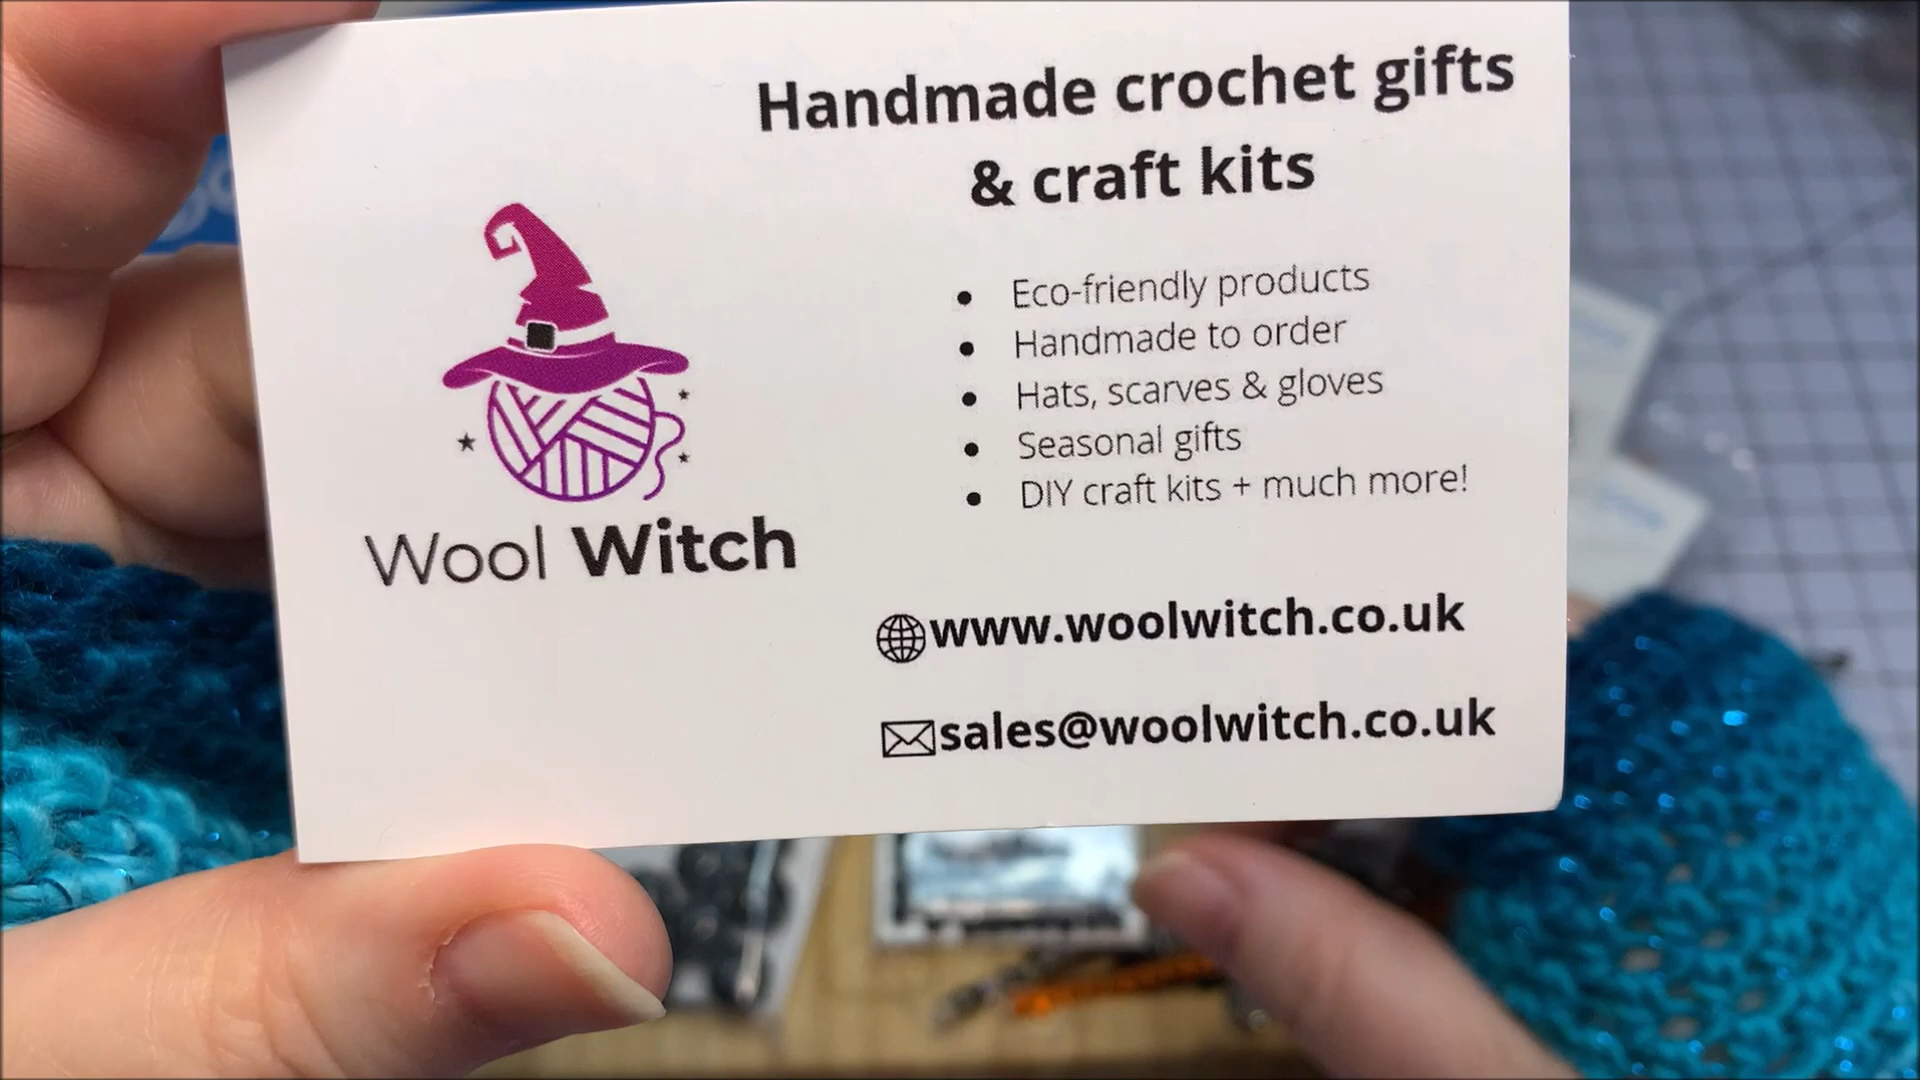 Handmade crochet gifts
& craft kits
• Eco-friendly products
• Handmade to order
• Hats, scarves & gloves
• Seasonal gifts
• DIY craft kits + much more!
Wool Witch
www.woolwitch.co.uk
sales@woolwitch.co.uk